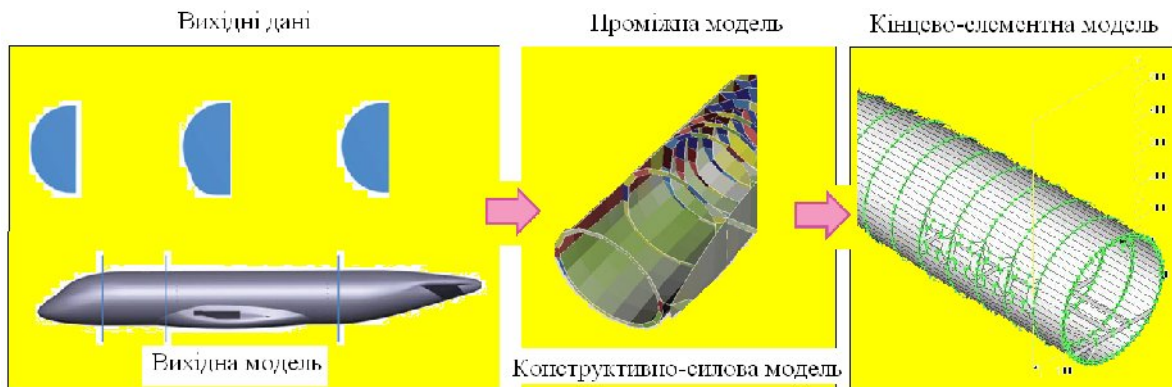 Вихідні дані
Проміжна модель
Кінцево-елементна модель
Вихідна модель
Конструктивно-силова модель